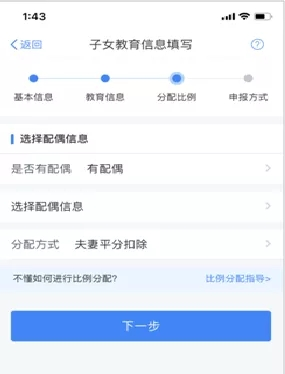 1:43
返回
子女教育信息填写
基本信息 教育信息 分配比例 申报方式
选择配偶信息
是否有配偶 有配偶
选择配偶信息
分配方式 夫妻平分扣除
不懂如何进行比例分配? 比例分配指导>
下一步